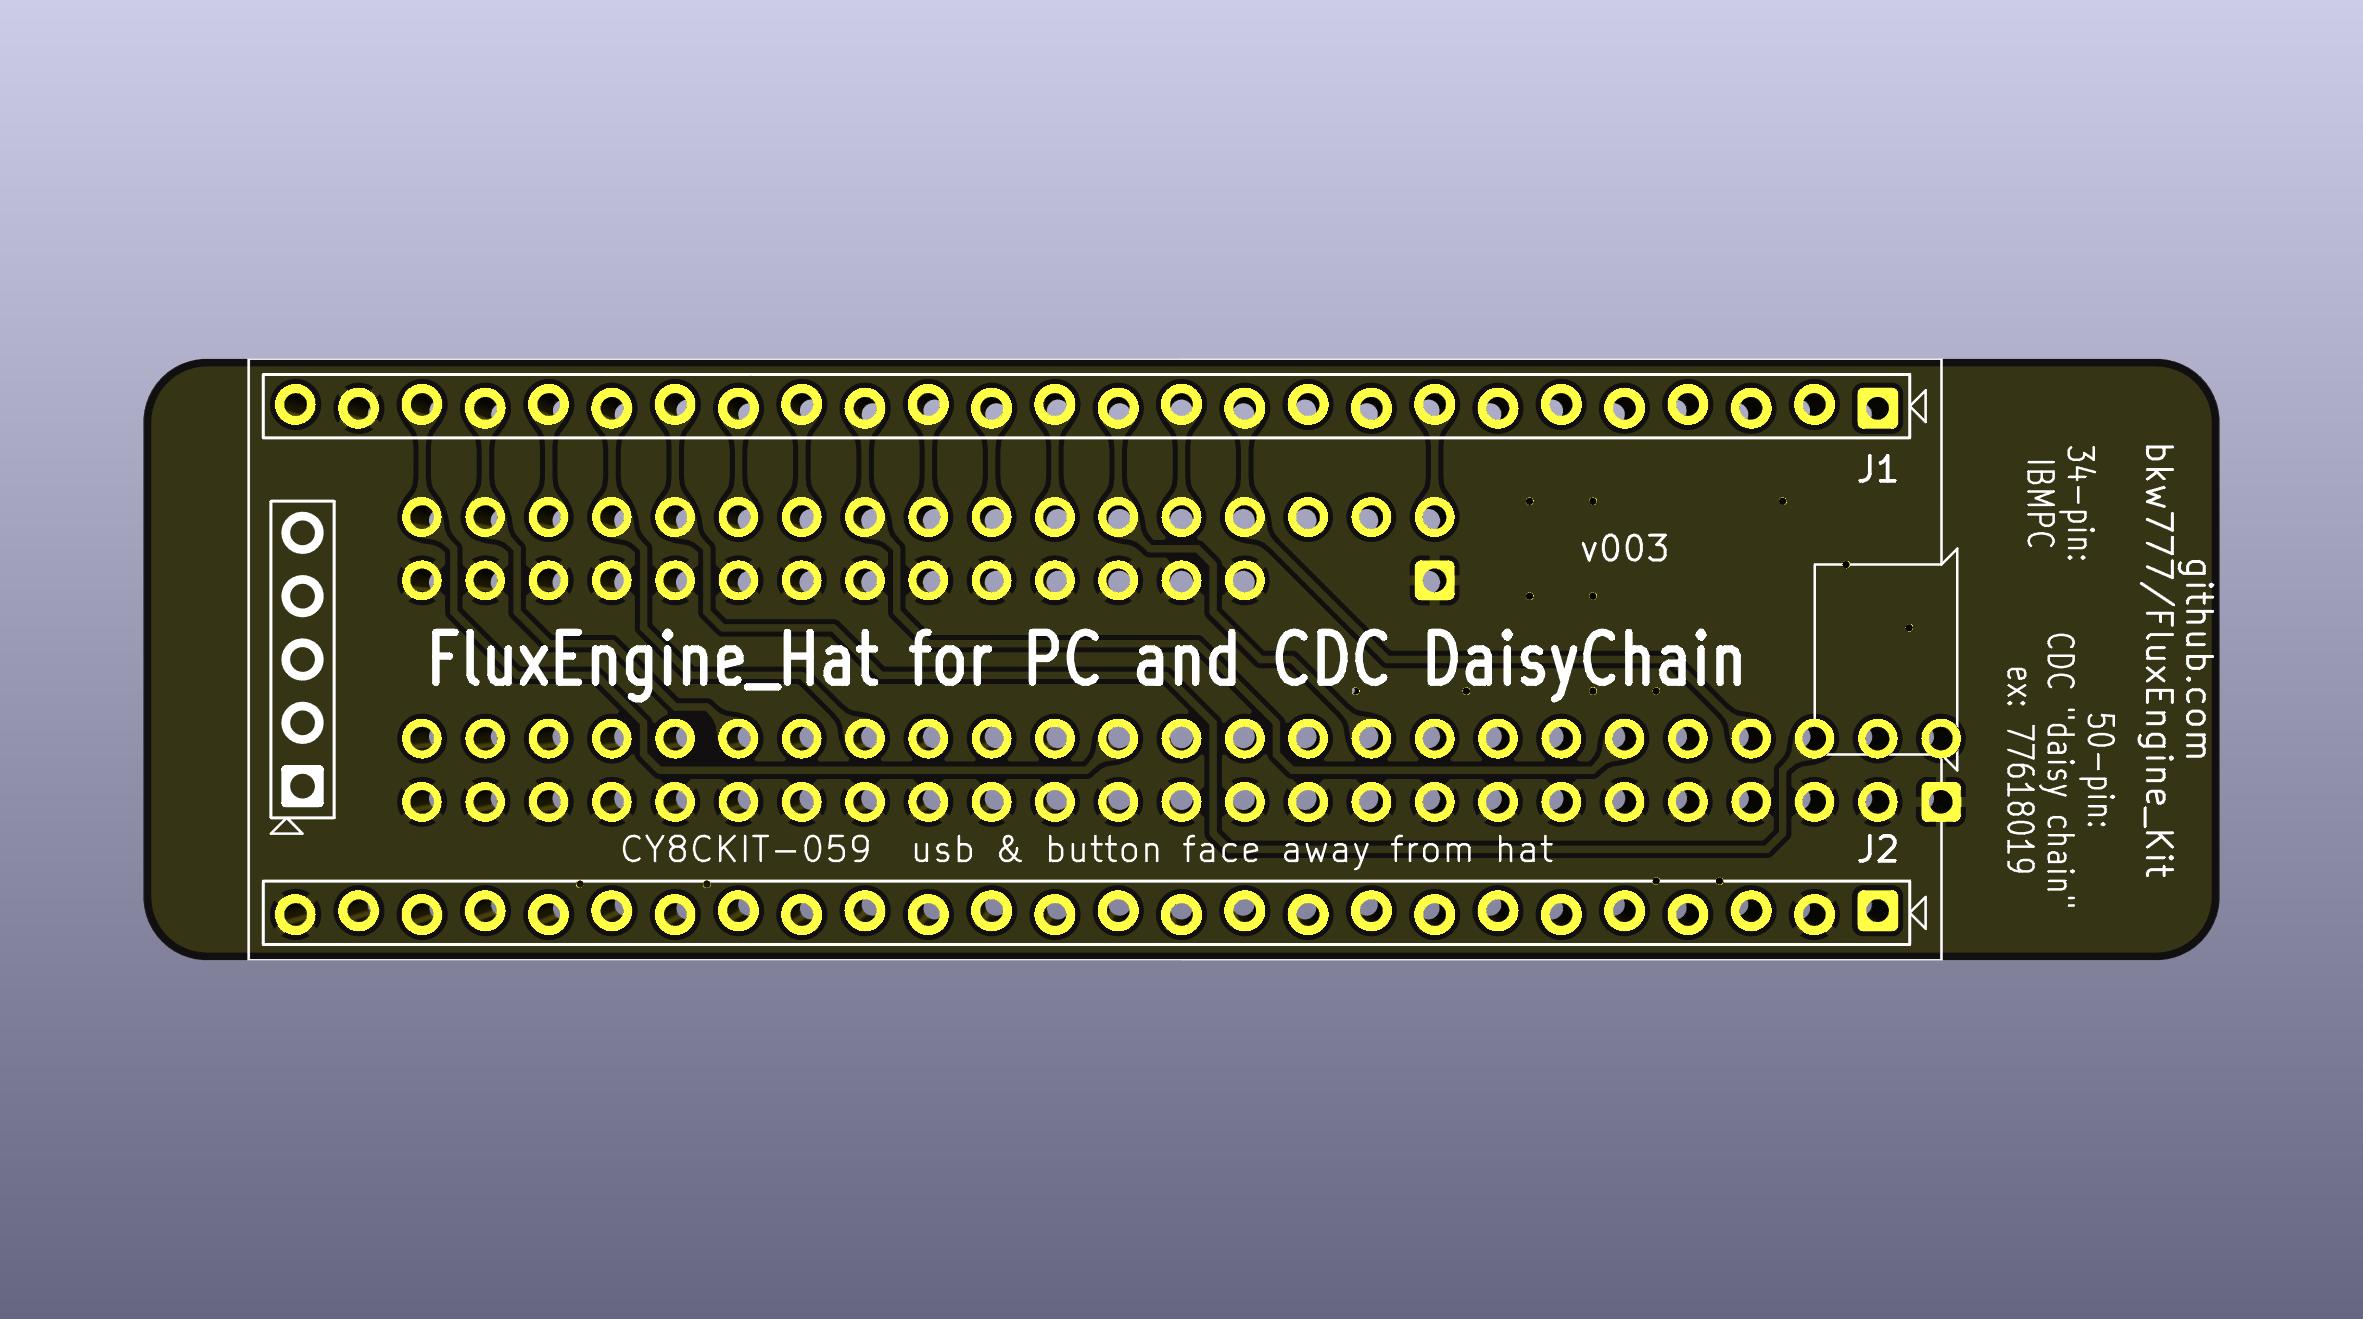 J1
v003
FluxEngine_Hat for PC and CDC DaisyChain
CY8CKIT-059 usb & button face away from hat
J2
34-pin:
IBMPC
50-pin:
CDC "daisy chain"
ex: 77618019
github.com
bkw777/FluxEngine_Kit